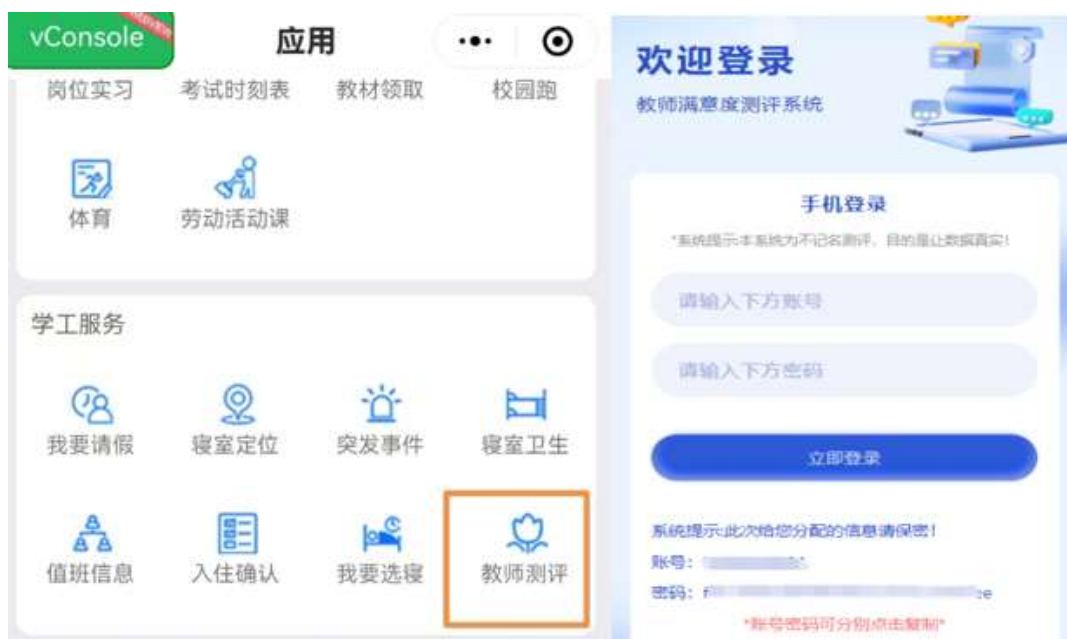 vConsole
应用
岗位实习 考试时刻表 教材领取 校园跑
体育 劳动活动课
学工服务
我要请假 寝室定位 突发事件 寝室卫生
值班信息 入住确认 我要选寝 教师测评
欢迎登录
教师满意度测评系统
手机登录
*系统提示:本系统为不记名测评，目的是让数据真实!
请输入下方账号
请输入下方密码
立即登录
系统提示:此次给您分配的信息请保密!
账号:
密码: f
*账号密码可分别点击复制*